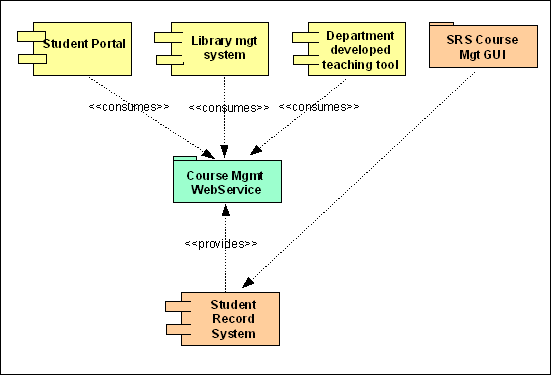 Student Portal
Library mgt
system
Department
developed
teaching tool
SRS Course
Mgt GUI
<<consumes>>
<<consumes>>
<<consumes>>
Course Mgmt
WebService
<<provides>>
Student
Record
System